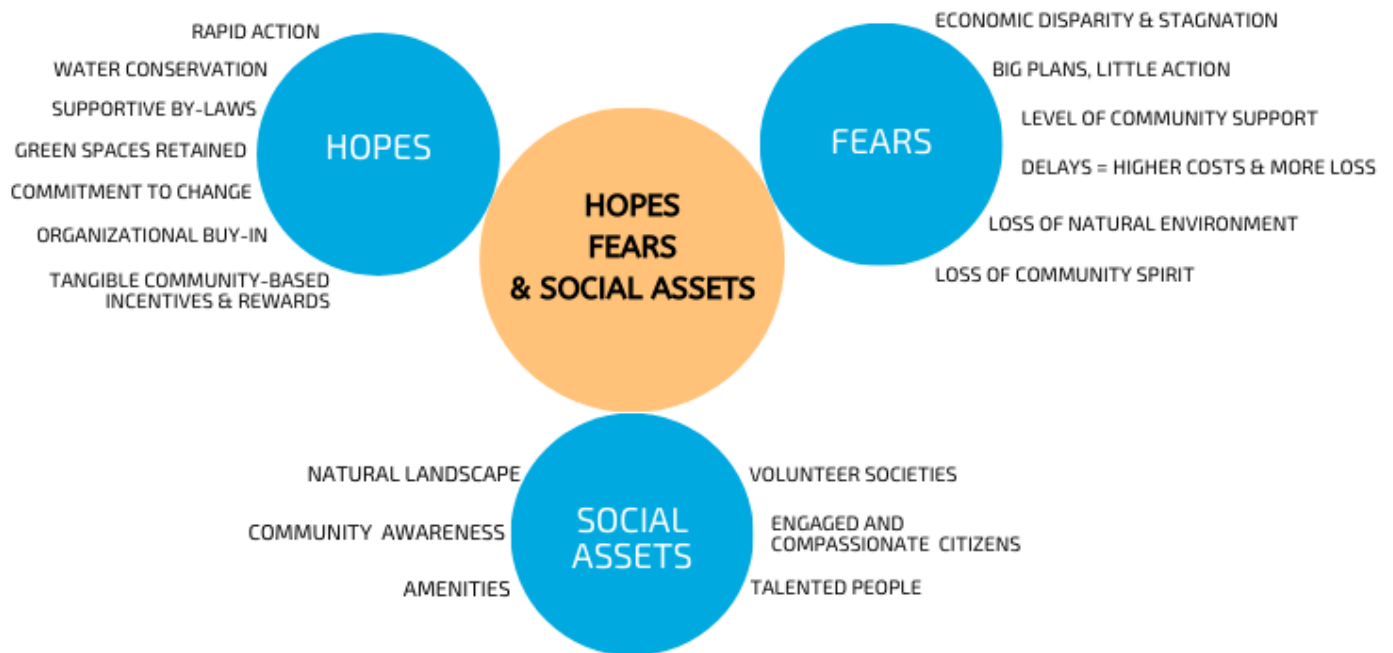 RAPID ACTION
WATER CONSERVATION
SUPPORTIVE BY-LAWS
GREEN SPACES RETAINED
COMMITMENT TO CHANGE
ORGANIZATIONAL BUY-IN
TANGIBLE COMMUNITY-BASED
INCENTIVES & REWARDS
HOPES
HOPES
FEARS
& SOCIAL ASSETS
FEARS
ECONOMIC DISPARITY & STAGNATION
BIG PLANS, LITTLE ACTION
LEVEL OF COMMUNITY SUPPORT
DELAYS = HIGHER COSTS & MORE LOSS
LOSS OF NATURAL ENVIRONMENT
LOSS OF COMMUNITY SPIRIT
NATURAL LANDSCAPE
COMMUNITY AWARENESS
AMENITIES
SOCIAL
ASSETS
VOLUNTEER SOCIETIES
ENGAGED AND
COMPASSIONATE CITIZENS
TALENTED PEOPLE